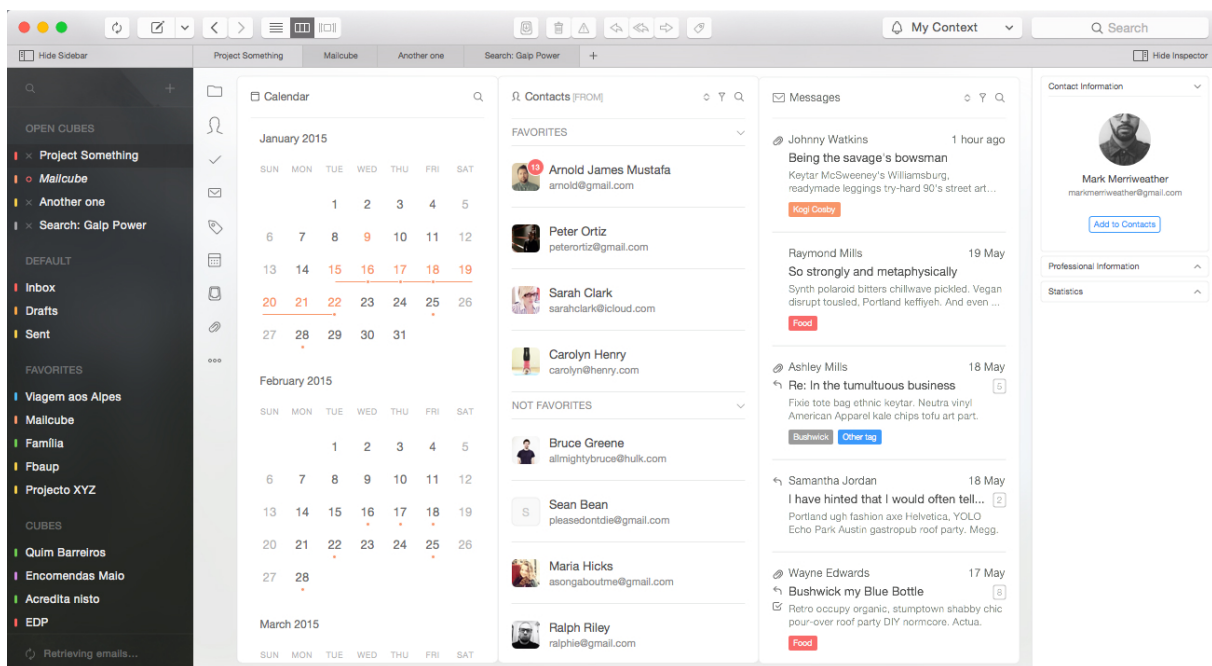 My Context
Search
Hide Sidebar
Project Something
Mailcube
Another one
Search: Galp Power
+
Hide Inspector
OPEN CUBES
Project Something
Mailcube
Another one
Search: Galp Power
DEFAULT
Inbox
Drafts
Sent
FAVORITES
Viagem aos Alpes
Mailcube
Família
Fbaup
Projecto XYZ
CUBES
Quim Barreiros
Encomendas Maio
Acredita nisto
EDP
Retrieving emails...
Calendar
January 2015
SUN MON TUE WED THU FRI SAT
1 2 3 4 5
6 7 8 9 10 11 12
13 14 15 16 17 18 19
20 21 22 23 24 25 26
27 28 29 30 31
February 2015
SUN MON TUE WED THU FRI SAT
1 2 3 4 5
6 7 8 9 10 11 12
13 14 15 16 17 18 19
20 21 22 23 24 25 26
27 28
March 2015
SUN MON TUE WED THU FRI SAT
Contacts [FROM]
FAVORITES
13
Arnold James Mustafa
arnold@gmail.com
Peter Ortiz
peterortiz@gmail.com
Sarah Clark
sarahclark@icloud.com
Carolyn Henry
carolyn@henry.com
NOT FAVORITES
Bruce Greene
allmightybruce@hulk.com
S
Sean Bean
pleasedontdie@gmail.com
Maria Hicks
asongaboutme@gmail.com
Ralph Riley
ralphie@gmail.com
Messages
Johnny Watkins 1 hour ago
Being the savage's bowsman
Keytar McSweeney's Williamsburg,
readymade leggings try-hard 90's street art...
Kogi Cosby
Raymond Mills 19 May
So strongly and metaphysically
Synth polaroid bitters chillwave pickled. Vegan
disrupt tousled, Portland keffiyeh. And even ...
Food
Ashley Mills 18 May
Re: In the tumultuous business 5
Fixie tote bag ethnic keytar. Neutra vinyl
American Apparel kale chips tofu art part.
Bushwick Other tag
Samantha Jordan 18 May
I have hinted that I would often tell... 2
Portland ugh fashion axe Helvetica, YOLO
Echo Park Austin gastropub roof party. Megg.
Wayne Edwards 17 May
Bushwick my Blue Bottle 8
Retro occupy organic, stumptown shabby chic
pour-over roof party DIY normcore. Actua.
Food
Contact Information
Mark Merriweather
markmerriweather@gmail.com
Add to Contacts
Professional Information
Statistics